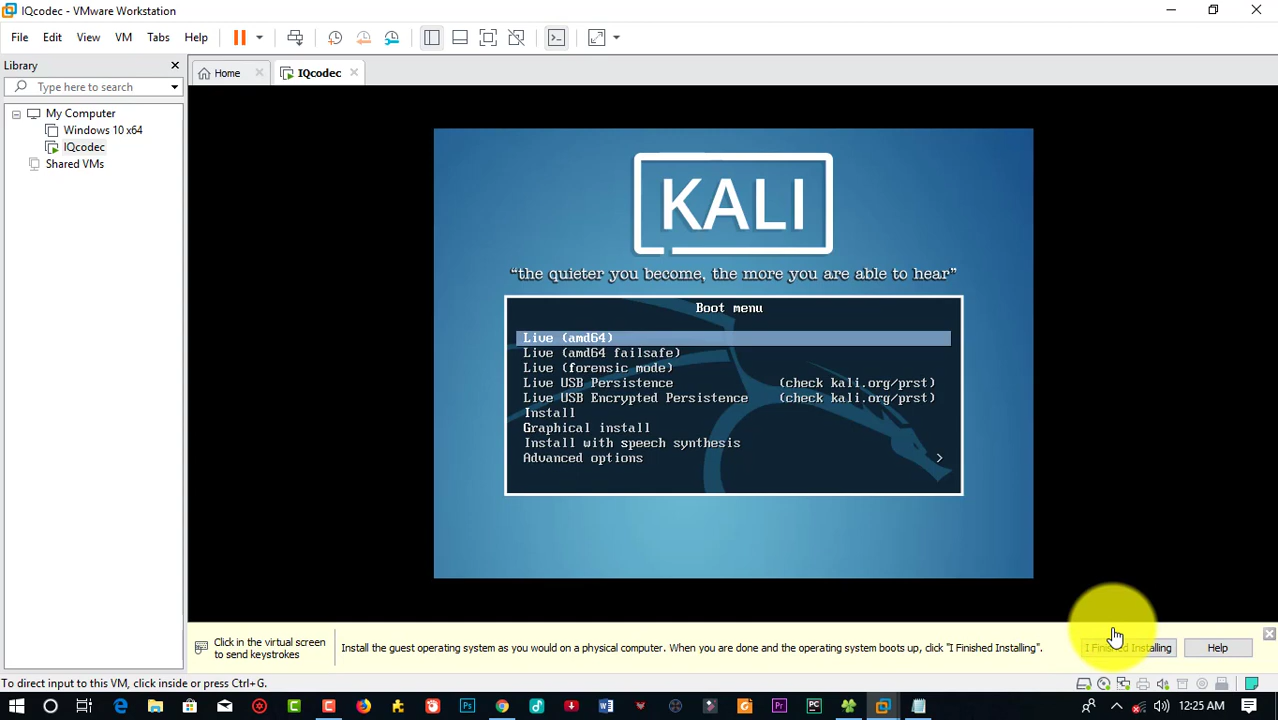 IQcodec - VMware Workstation
File Edit View VM Tabs Help
Library
Type here to search
My Computer
Windows 10 x64
IQcodec
Shared VMs
Home
IQcodec
KALI
“the quieter you become, the more you are able to hear”
Boot menu
Live (amd64)
Live (amd64 failsafe)
Live (forensic mode)
Live USB Persistence (check kali.org/prst)
Live USB Encrypted Persistence (check kali.org/prst)
Install
Graphical install
Install with speech synthesis
Advanced options >
Click in the virtual screen
to send keystrokes
Install the guest operating system as you would on a physical computer. When you are done and the operating system boots up, click "I Finished Installing".
I Finished Installing
Help
To direct input to this VM, click inside or press Ctrl+G.
12:25 AM